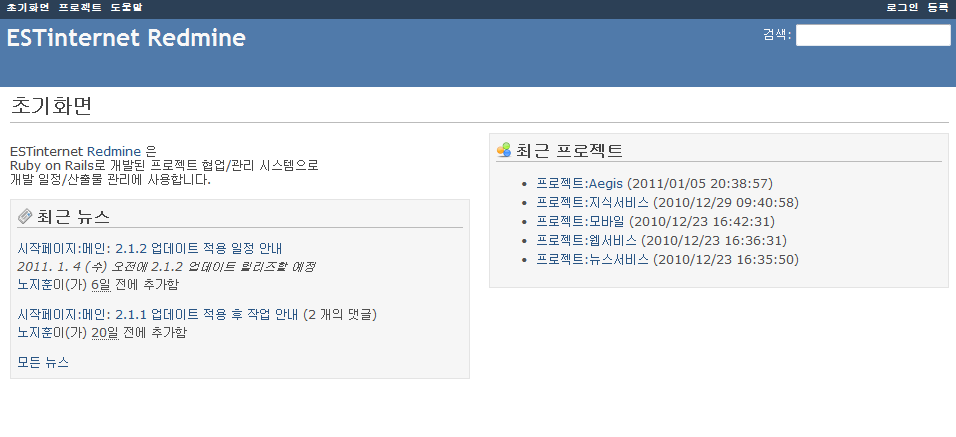 초기화면 프로젝트 도움말
로그인 등록
ESTinternet Redmine
검색:
초기화면
ESTinternet Redmine 은
Ruby on Rails로 개발된 프로젝트 협업/관리 시스템으로
개발 일정/산출물 관리에 사용합니다.
최근 뉴스
시작페이지:메인: 2.1.2 업데이트 적용 일정 안내
2011. 1. 4 (수) 오전에 2.1.2 업데이트 릴리즈할 예정
노지훈이(가) 6일 전에 추가함
시작페이지:메인: 2.1.1 업데이트 적용 후 작업 안내 (2 개의 댓글)
노지훈이(가) 20일 전에 추가함
모든 뉴스
최근 프로젝트
프로젝트:Aegis (2011/01/05 20:38:57)
프로젝트:지식서비스 (2010/12/29 09:40:58)
프로젝트:모바일 (2010/12/23 16:42:31)
프로젝트:웹서비스 (2010/12/23 16:36:31)
프로젝트:뉴스서비스 (2010/12/23 16:35:50)